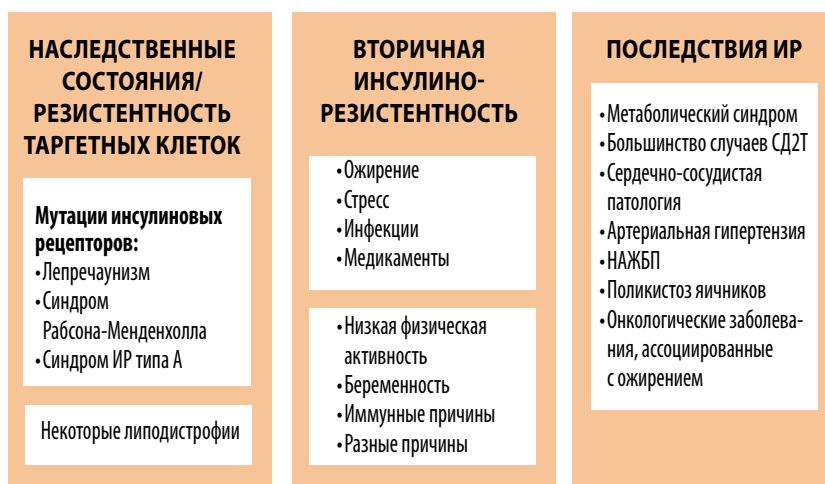 НАСЛЕДСТВЕННЫЕ
СОСТОЯНИЯ/
РЕЗИСТЕНТНОСТЬ
ТАРГЕТНЫХ КЛЕТОК
Мутации инсулиновых
рецепторов:
•Лепречаунизм
•Синдром
Рабсона-Менденхолла
•Синдром ИР типа А
Некоторые липодистрофии
ВТОРИЧНАЯ
ИНСУЛИНО-
РЕЗИСТЕНТНОСТЬ
•Ожирение
•Стресс
•Инфекции
•Медикаменты
•Низкая физическая
активность
•Беременность
•Иммунные причины
•Разные причины
ПОСЛЕДСТВИЯ ИР
•Метаболический синдром
•Большинство случаев СД2Т
•Сердечно-сосудистая
патология
•Артериальная гипертензия
•НАЖБП
•Поликистоз яичников
•Онкологические заболева-
ния, ассоциированные
с ожирением